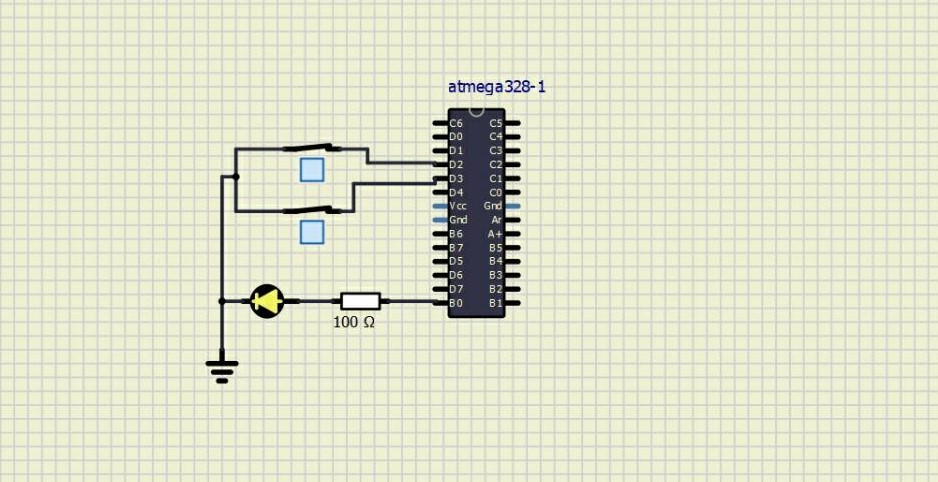 atmega328-1
C6 C5
D0 C4
D1 C3
D2 C2
D3 C1
D4 C0
Vcc Gnd
Gnd Ar
B6 A+
B7 B5
D5 B4
D6 B3
D7 B2
B0 B1
100 Ω